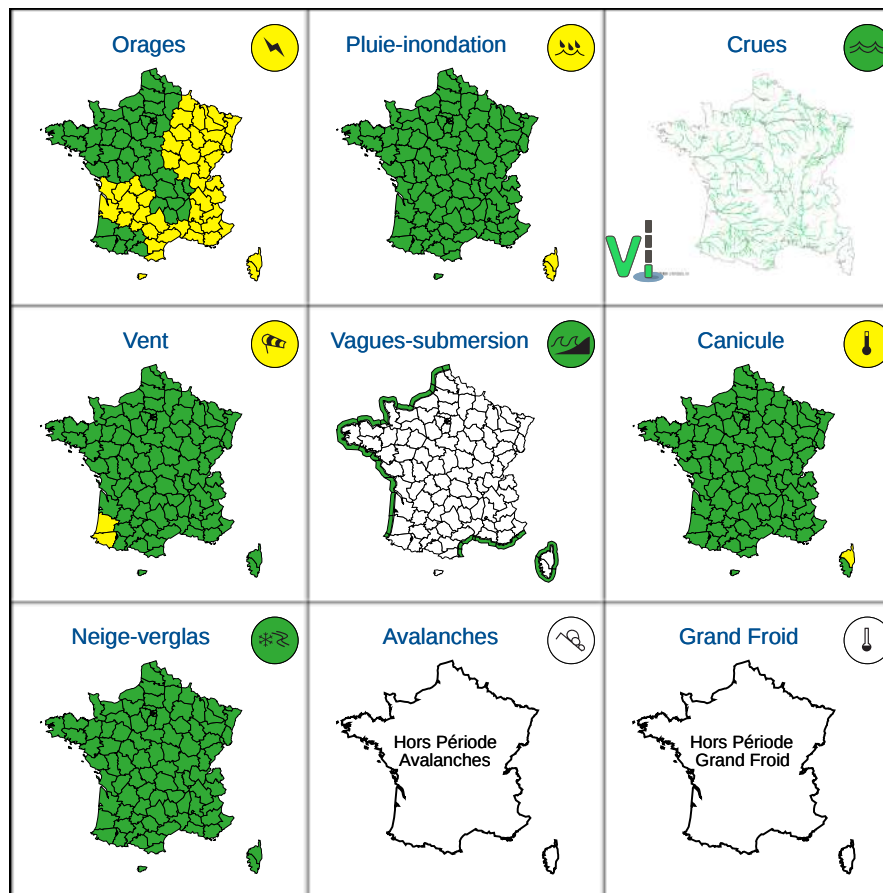 Orages
Pluie-inondation
Crues
Vent
Vagues-submersion
Canicule
Neige-verglas
Avalanches
Hors Période
Avalanches
Grand Froid
Hors Période
Grand Froid